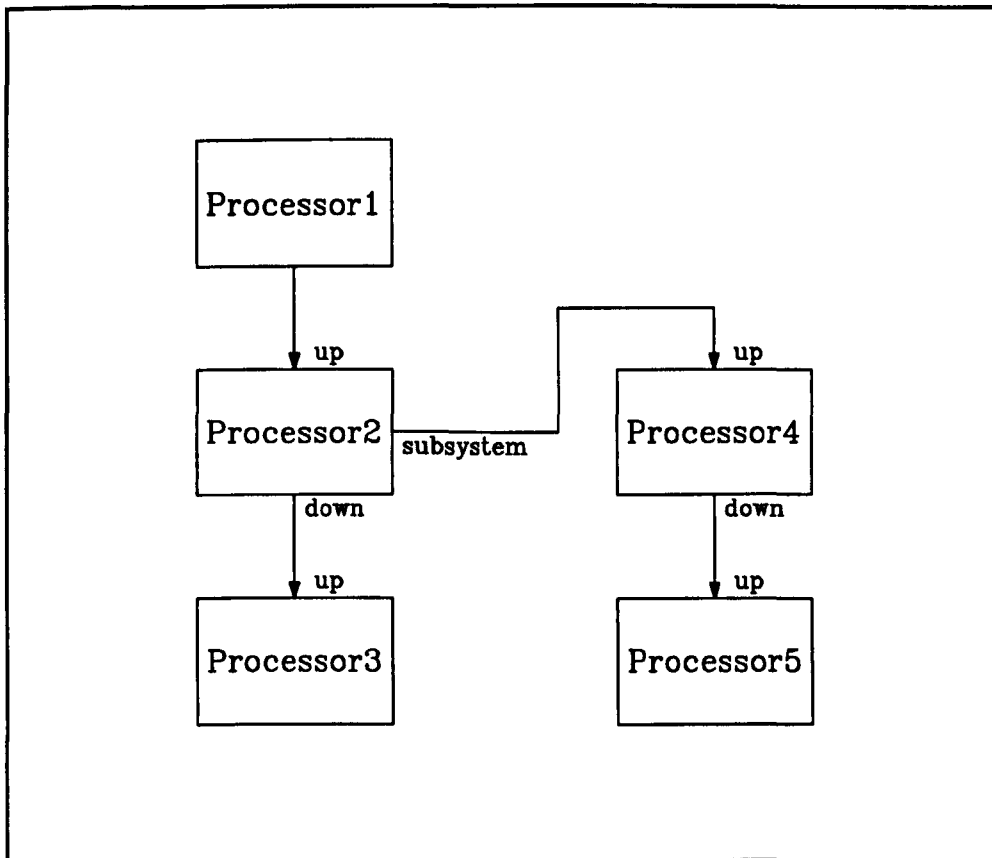 Processor1
up
Processor2
subsystem
down
up
Processor3
up
Processor4
down
up
Processor5